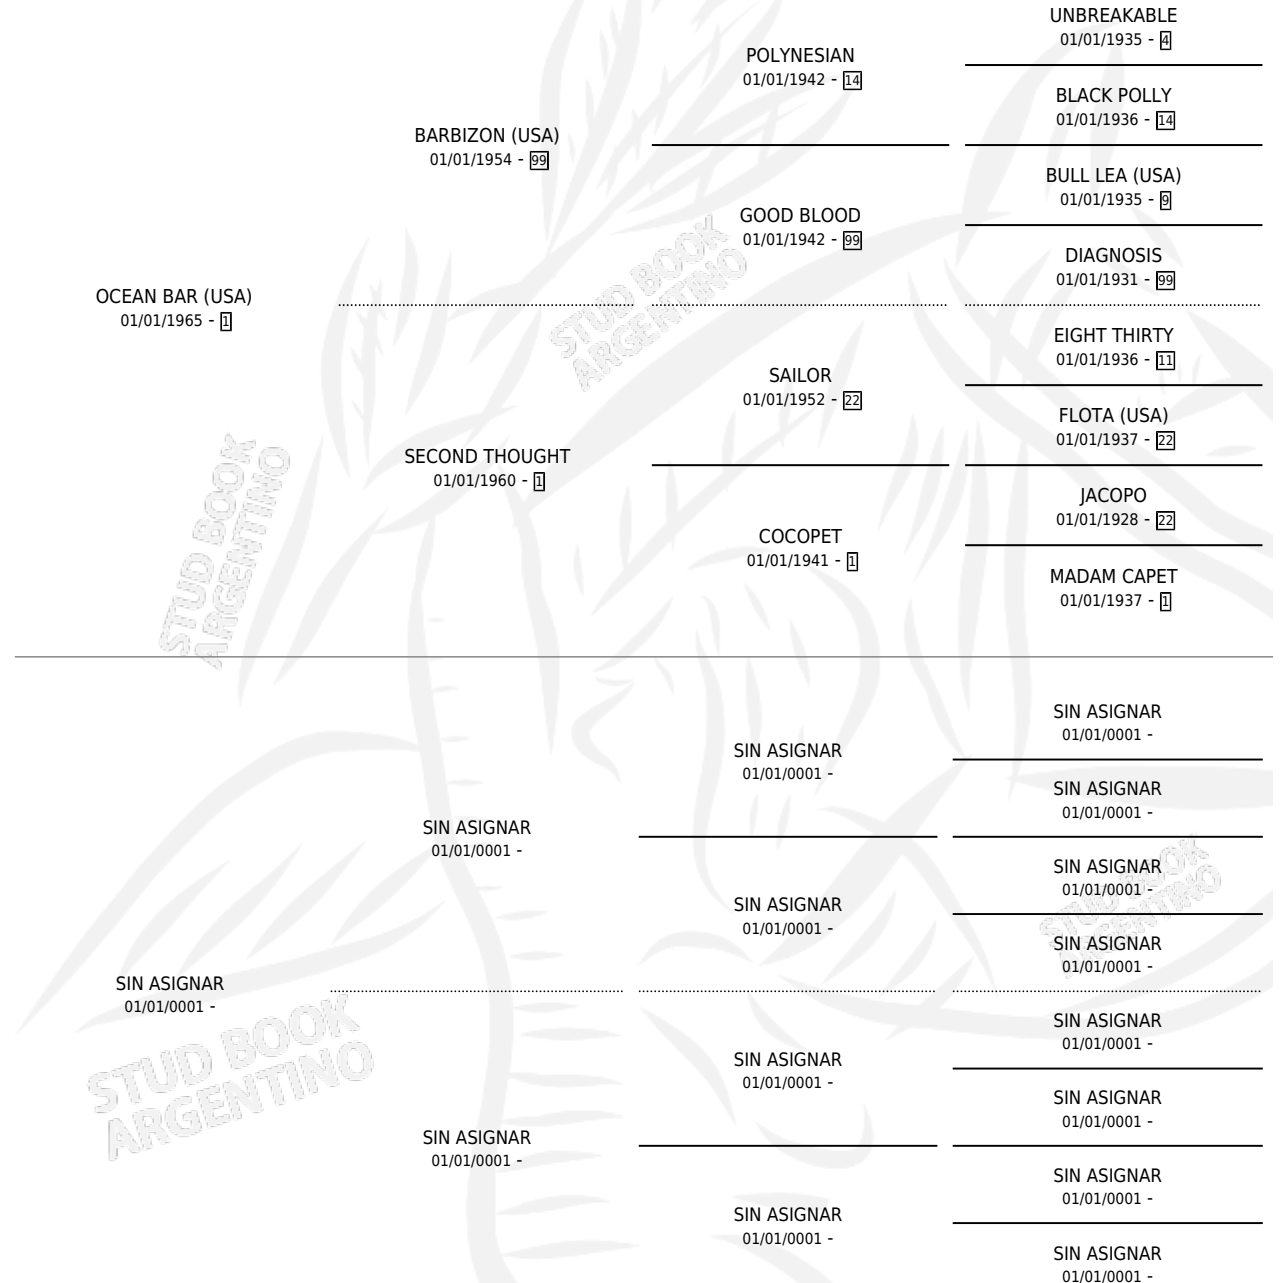 UNBREAKABLE
01/01/1935 - 4
POLYNESIAN
01/01/1942 - 14
BLACK POLLY
01/01/1936 - 14
BARBIZON (USA)
01/01/1954 - 99
BULL LEA (USA)
01/01/1935 - 9
GOOD BLOOD
01/01/1942 - 99
DIAGNOSIS
01/01/1931 - 99
OCEAN BAR (USA)
01/01/1965 - 1
EIGHT THIRTY
01/01/1936 - 11
SAILOR
01/01/1952 - 22
FLOTA (USA)
01/01/1937 - 22
SECOND THOUGHT
01/01/1960 - 1
JACOPO
01/01/1928 - 22
COCOPET
01/01/1941 - 1
MADAM CAPET
01/01/1937 - 1
STUD BOOK
ARGENTINO
STUD BOOK
ARGENTINO
SIN ASIGNAR
01/01/0001 -
SIN ASIGNAR
01/01/0001 -
SIN ASIGNAR
01/01/0001 -
SIN ASIGNAR
01/01/0001 -
SIN ASIGNAR
01/01/0001 -
SIN ASIGNAR
01/01/0001 -
SIN ASIGNAR
01/01/0001 -
SIN ASIGNAR
01/01/0001 -
SIN ASIGNAR
01/01/0001 -
SIN ASIGNAR
01/01/0001 -
SIN ASIGNAR
01/01/0001 -
SIN ASIGNAR
01/01/0001 -
SIN ASIGNAR
01/01/0001 -
SIN ASIGNAR
01/01/0001 -
SIN ASIGNAR
01/01/0001 -
STUD BOOK
ARGENTINO
STUD BOOK
ARGENTINO